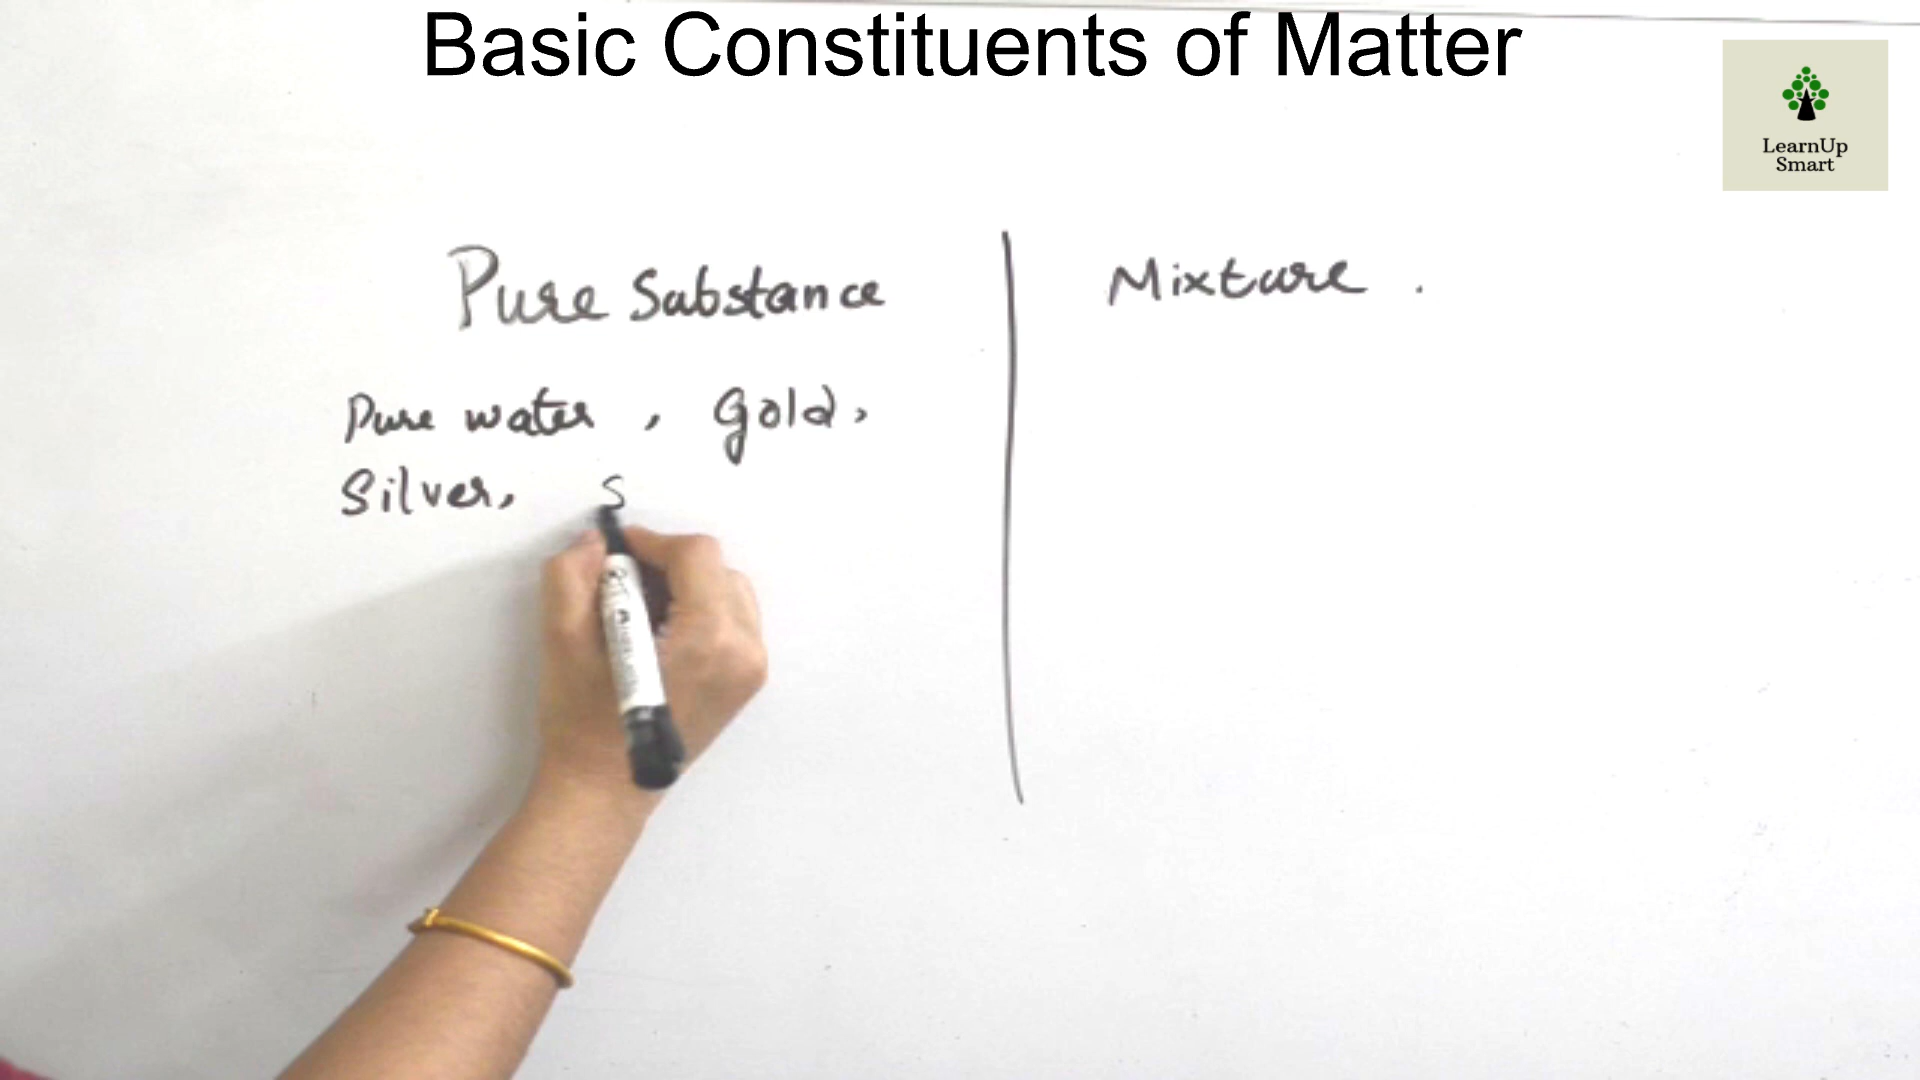 Basic Constituents of Matter
LearnUp
Smart
Pure Substance
Mixture .
Pure water , Gold,
Silver, S